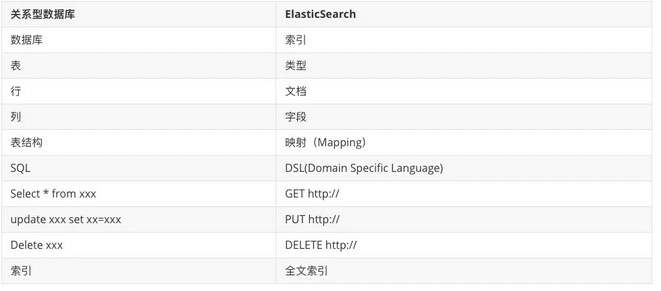 关系型数据库 ElasticSearch
数据库 索引
表 类型
行 文档
列 字段
表结构 映射（Mapping）
SQL DSL(Domain Specific Language)
Select * from xxx GET http://
update xxx set xx=xxx PUT http://
Delete xxx DELETE http://
索引 全文索引